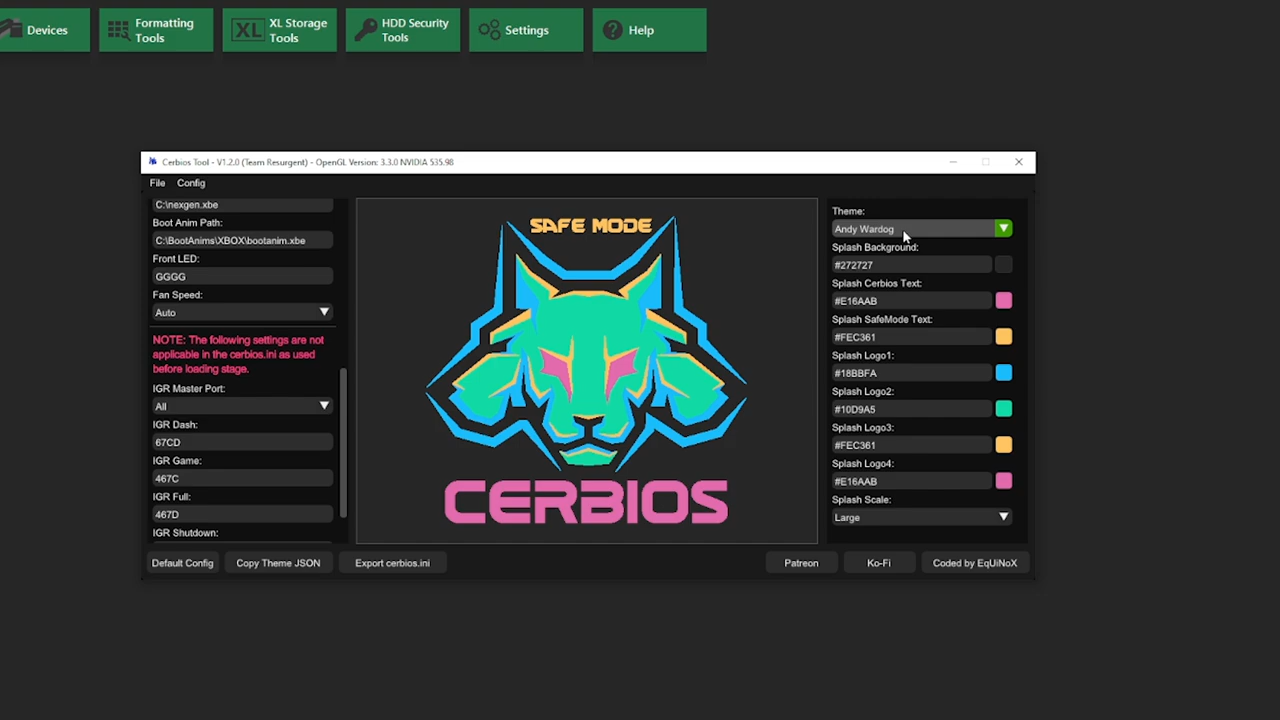 Devices
Formatting
Tools
XL
XL Storage
Tools
HDD Security
Tools
Settings
?
Help
Cerbios Tool - V1.2.0 (Team Resurgent) - OpenGL Version: 3.3.0 NVIDIA 535.98
File
Config
C:\nexgen.xbe
Boot Anim Path:
C:\BootAnims\XBOX\bootanim.xbe
Front LED:
GGGG
Fan Speed:
Auto
NOTE: The following settings are not
applicable in the cerbios.ini as used
before loading stage.
IGR Master Port:
All
IGR Dash:
67CD
IGR Game:
467C
IGR Full:
467D
IGR Shutdown:
SAFE MODE
CERBIOS
Theme:
Andy Wardog
Splash Background:
#272727
Splash Cerbios Text:
#E16AAB
Splash SafeMode Text:
#FEC361
Splash Logo1:
#18BBFA
Splash Logo2:
#10D9A5
Splash Logo3:
#FEC361
Splash Logo4:
#E16AAB
Splash Scale:
Large
Default Config
Copy Theme JSON
Export cerbios.ini
Patreon
Ko-Fi
Coded by EqUiNoX